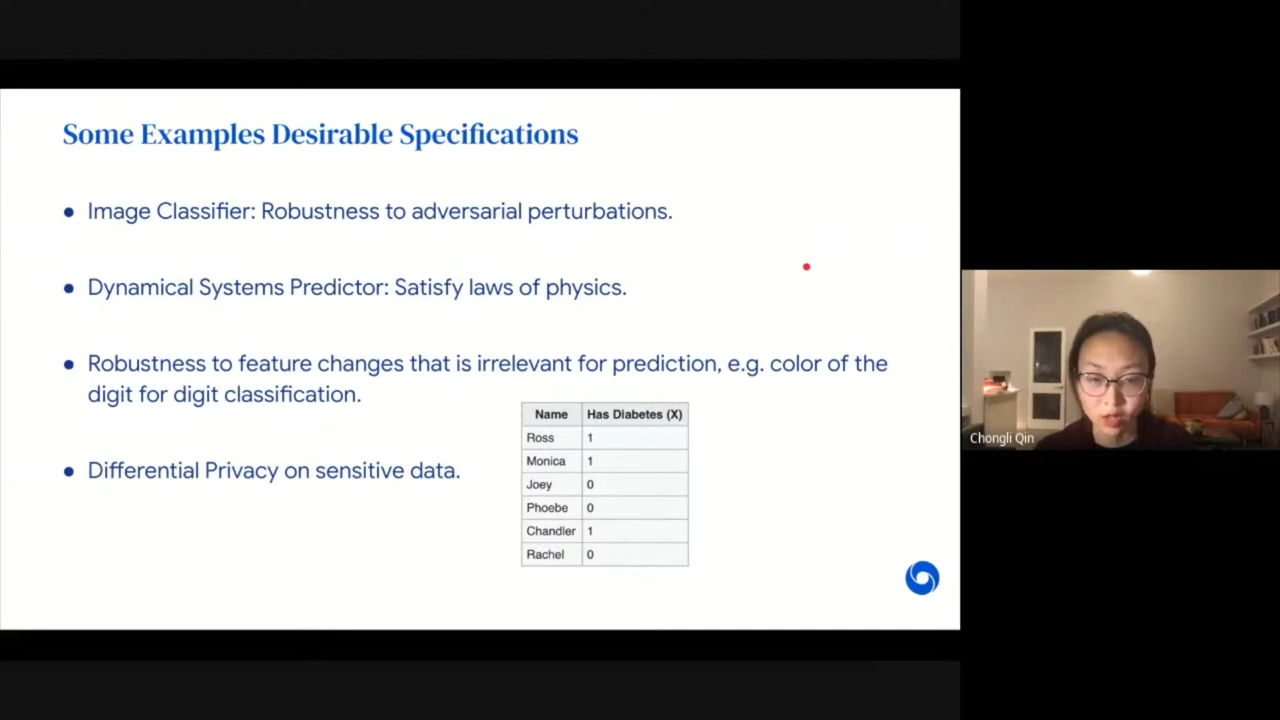 Some Examples Desirable Specifications
● Image Classifier: Robustness to adversarial perturbations.
● Dynamical Systems Predictor: Satisfy laws of physics.
● Robustness to feature changes that is irrelevant for prediction, e.g. color of the
digit for digit classification.
● Differential Privacy on sensitive data.
Name Has Diabetes (X)
Ross 1
Monica 1
Joey 0
Phoebe 0
Chandler 1
Rachel 0
Chongli Qin